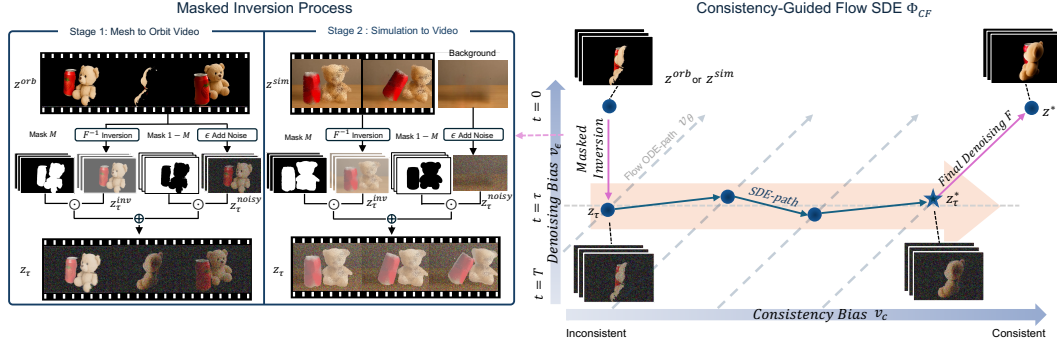 Masked Inversion Process
Stage 1: Mesh to Orbit Video
Stage 2 : Simulation to Video
Background
z^{orb}
z^{sim}
Mask M
F^{-1} Inversion
Mask 1 − M
ϵ Add Noise
Mask M
F^{-1} Inversion
Mask 1 − M
ϵ Add Noise
z_τ^{inv}
z_τ^{noisy}
z_τ^{inv}
z_τ^{noisy}
z_τ
z_τ
Consistency-Guided Flow SDE Φ_{CF}
z^{orb} or z^{sim}
z^*
t = 0
t = τ
t = T
Denoising Bias v_ϵ
Masked
Inversion
Flow ODE-path v_θ
SDE-path
Final Denoising F
z_τ
z_τ^*
Inconsistent
Consistency Bias v_c
Consistent